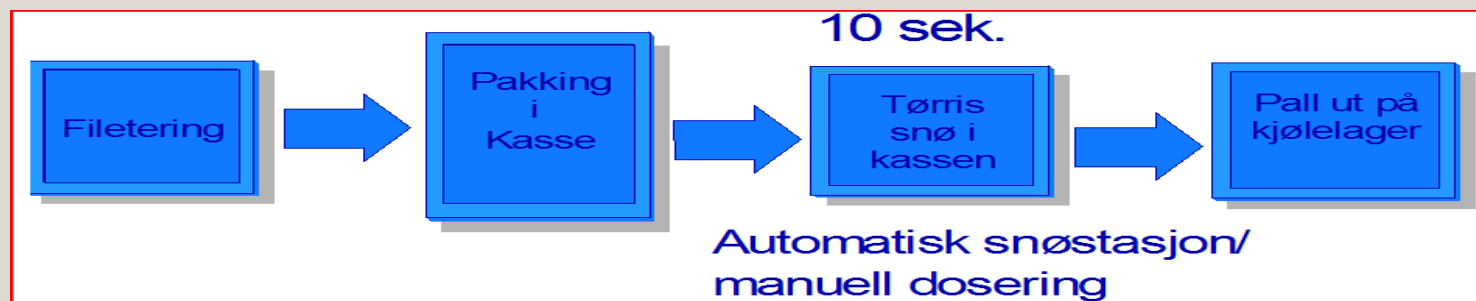 Filetering
Pakking
i
Kasse
10 sek.
Tørris
snø i
kassen
Automatisk snøstasjon/
manuell dosering
Pall ut på
kjølelager